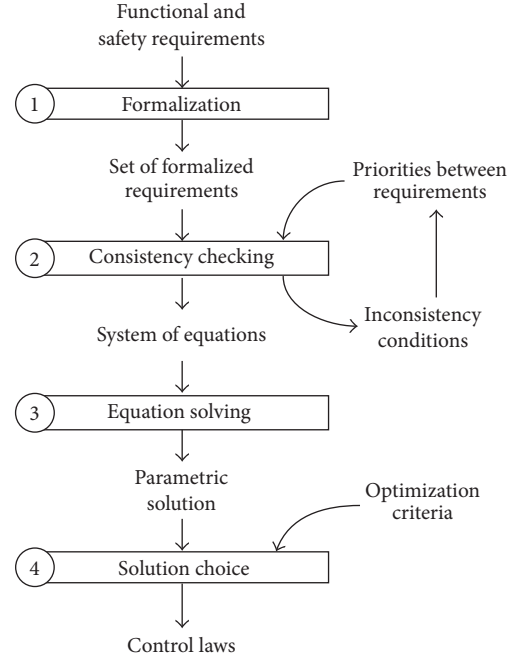 Functional and
safety requirements
1
Formalization
Set of formalized
requirements
Priorities between
requirements
2
Consistency checking
Inconsistency
conditions
System of equations
3
Equation solving
Parametric
solution
Optimization
criteria
4
Solution choice
Control laws